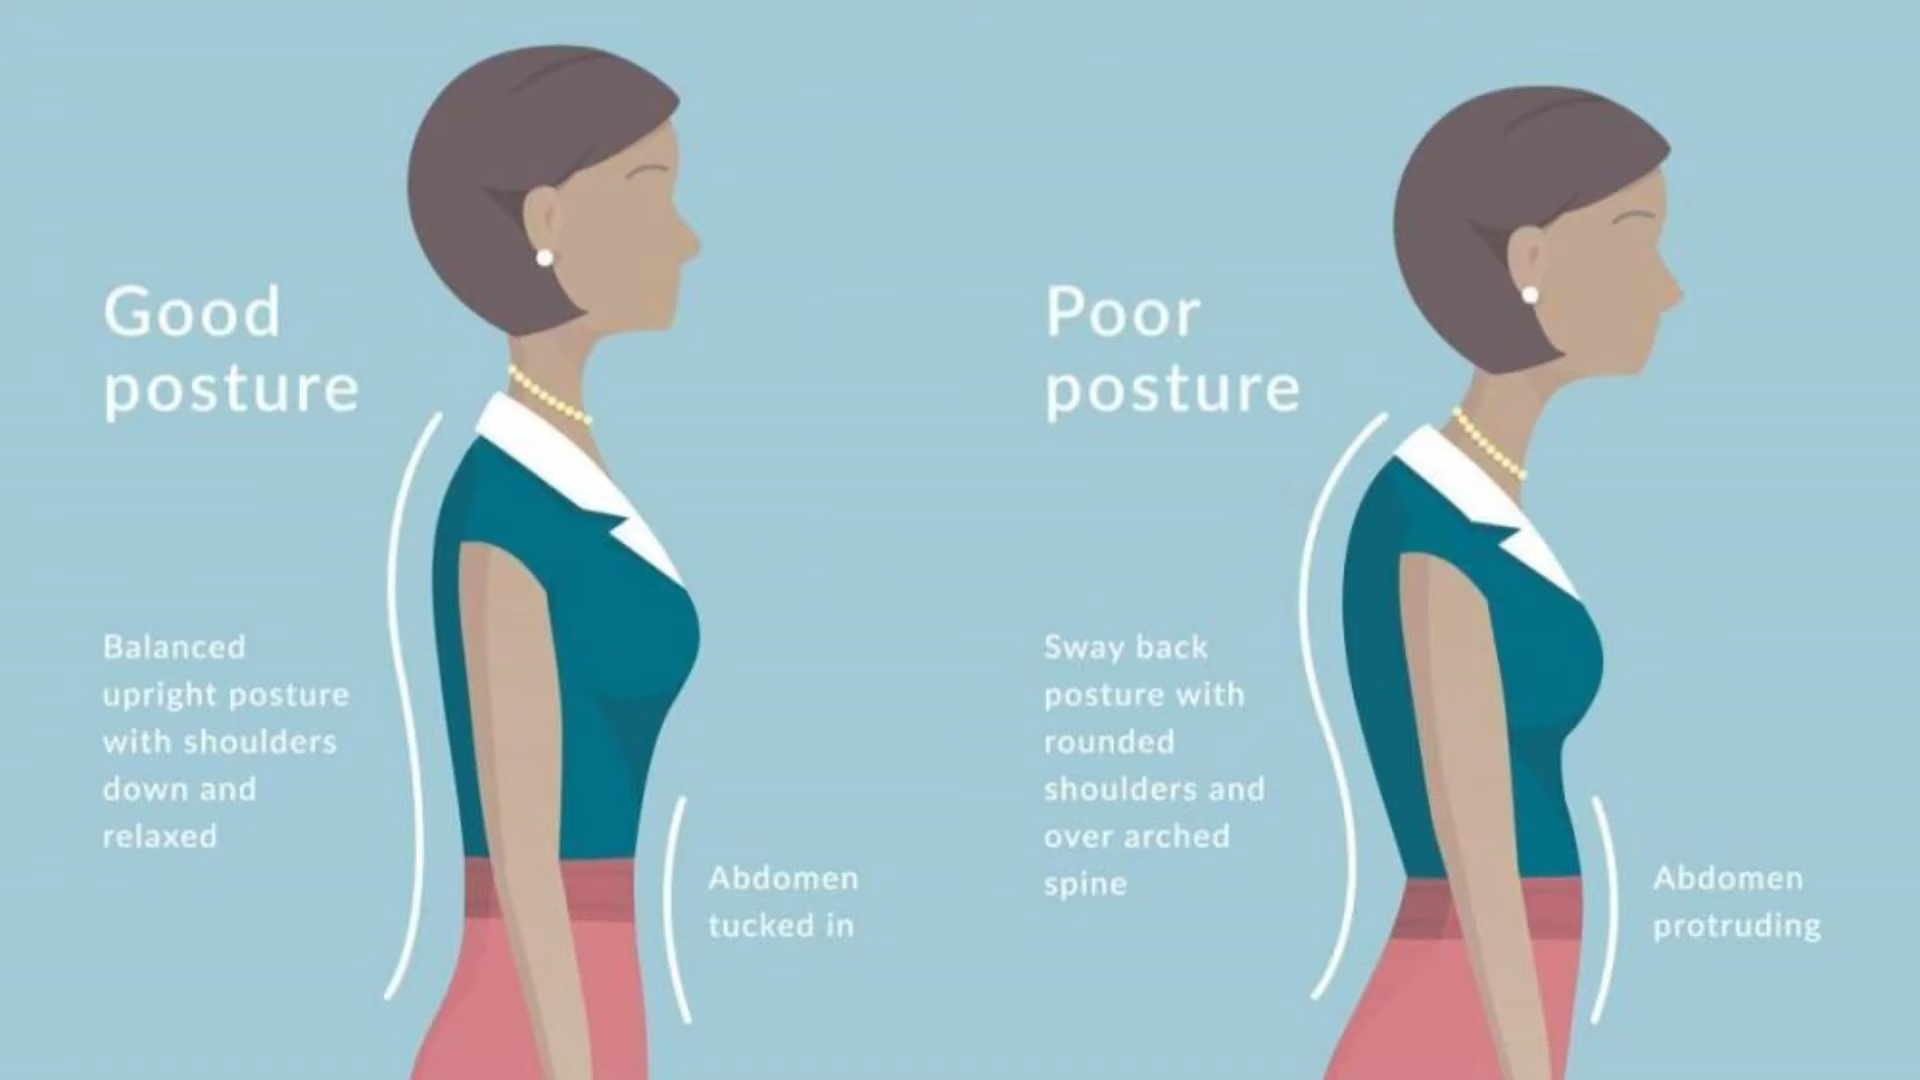 Good
posture
Balanced
upright posture
with shoulders
down and
relaxed
Abdomen
tucked in
Poor
posture
Sway back
posture with
rounded
shoulders and
over arched
spine
Abdomen
protruding